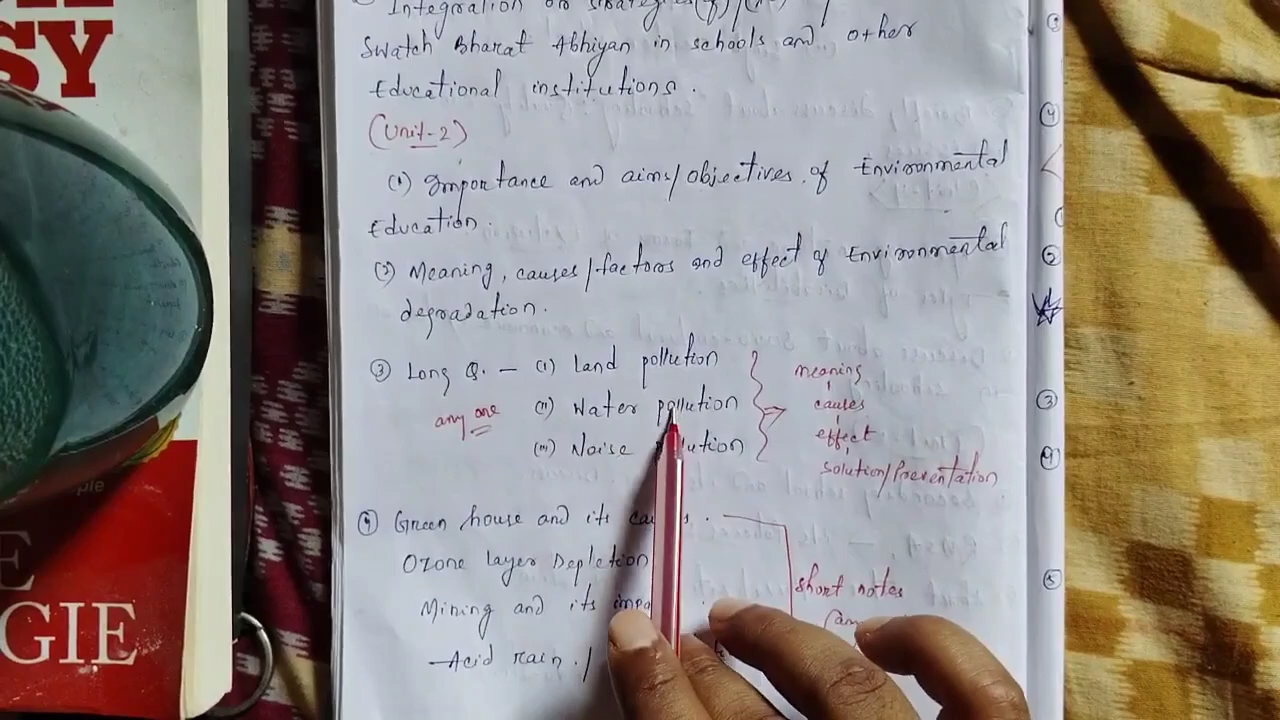 Integration
Swatch Bharat Abhiyan in schools and other
Educational institutions.
(Unit-2)
(1) Importance and aims/objectives of Environmental
Education.
(2) Meaning, causes/factors and effect of Environmental
degradation.
(3) Long Q. — (i) Land pollution
any one
(ii) Water pollution
(iii) Noise
meaning
causes
effect
solution/Preventation
(4) Green house and its
Ozone layer Depletion
Mining and its
Acid rain. /
short notes
SY
E
GIE